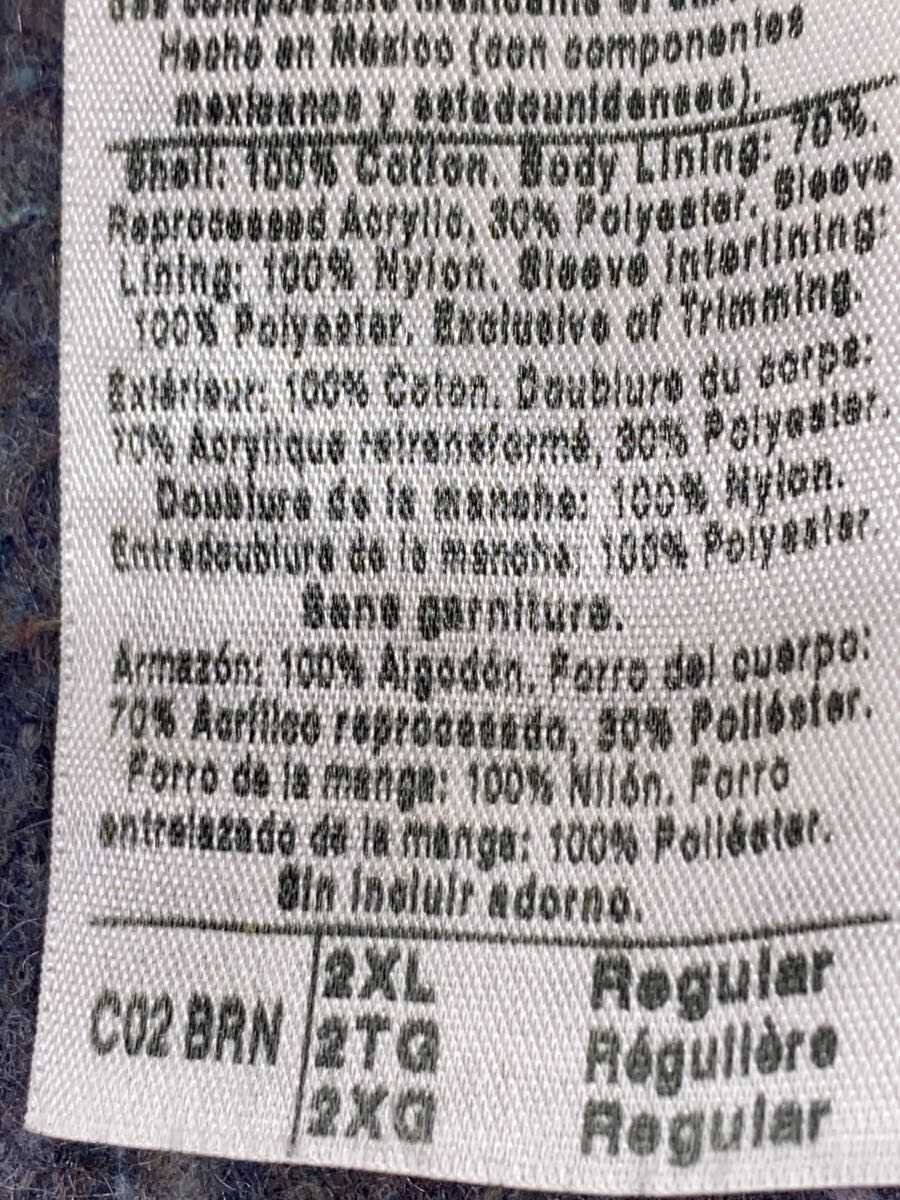 Hecho en México (con componentes
mexicanos y estadounidenses).
Shell: 100% Cotton. Body Lining: 70%
Reprocessed Acrylic, 30% Polyester. Sleeve
Lining: 100% Nylon. Sleeve Interlining:
100% Polyester. Exclusive of Trimming.
Extérieur: 100% Coton. Doublure du corps:
70% Acrylique retransformé, 30% Polyester.
Doublure de la manche: 100% Nylon.
Entredoublure de la manche: 100% Polyester.
Sans garniture.
Armazón: 100% Algodón. Forro del cuerpo:
70% Acrílico reprocesado, 30% Poliéster.
Forro de la manga: 100% Nilón. Forro
entrelazado de la manga: 100% Poliéster.
Sin incluir adorno.
C02 BRN
2XL Regular
2TG Régulière
2XG Regular